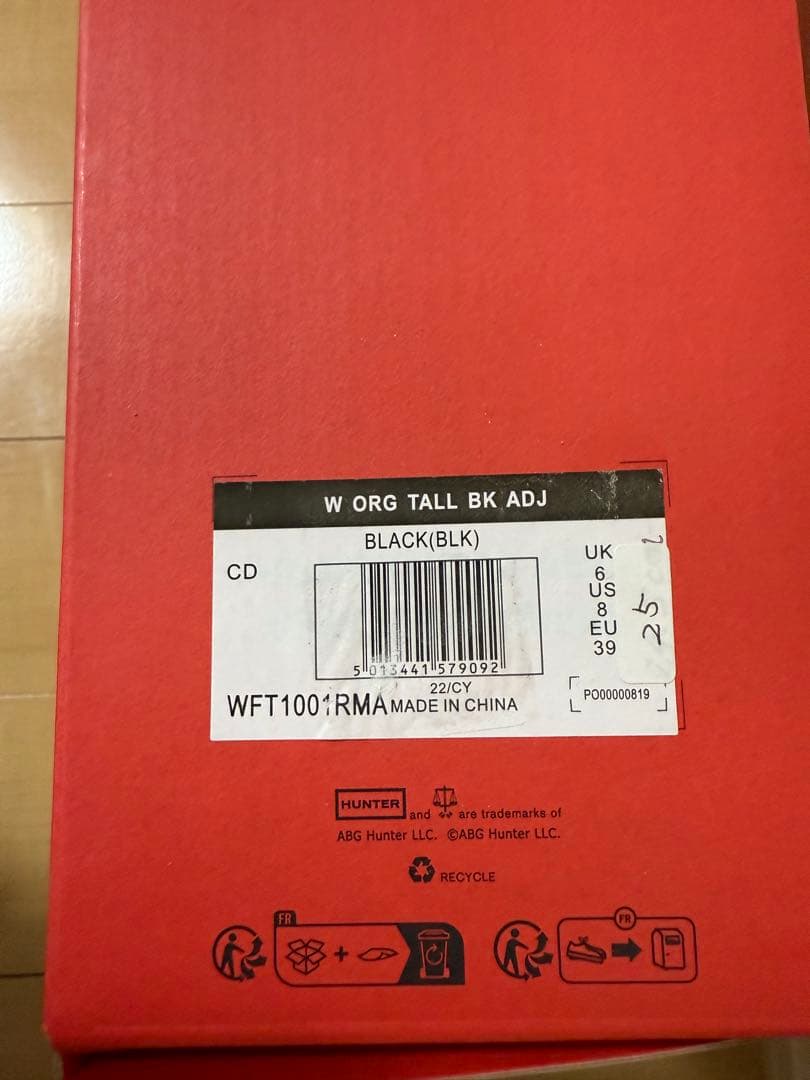 W ORG TALL BK ADJ
BLACK(BLK)
CD
UK
6
US
8
EU
39
25
5 013441 579092
22/CY
WFT1001RMA MADE IN CHINA
PO00000819
HUNTER and are trademarks of
ABG Hunter LLC. ©ABG Hunter LLC.
RECYCLE
FR
FR